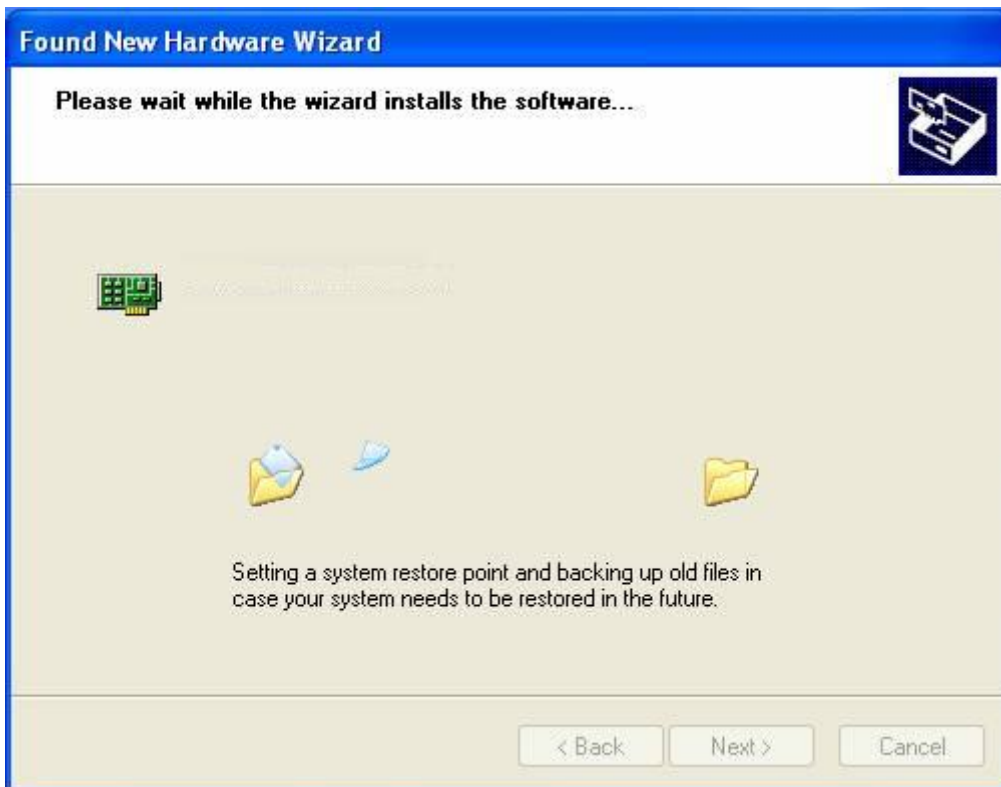 Found New Hardware Wizard
Please wait while the wizard installs the software...
Setting a system restore point and backing up old files in
case your system needs to be restored in the future.
< Back
Next >
Cancel